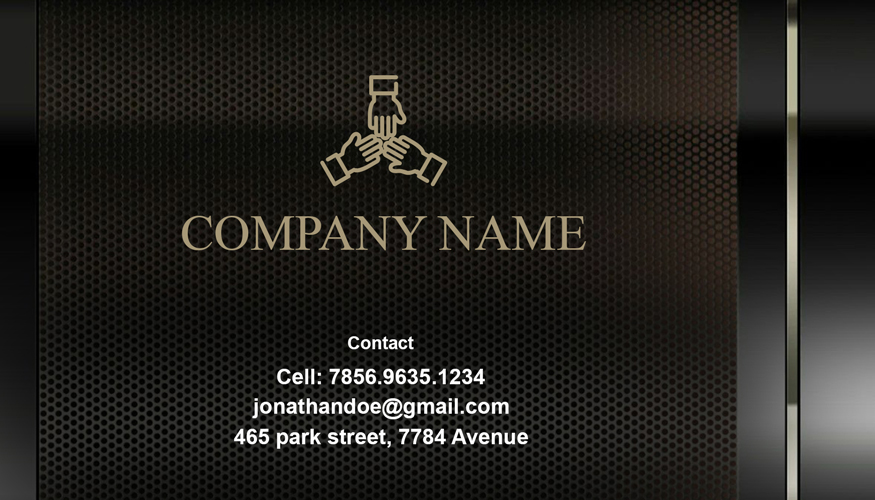 COMPANY NAME
Contact
Cell: 7856.9635.1234
jonathandoe@gmail.com
465 park street, 7784 Avenue